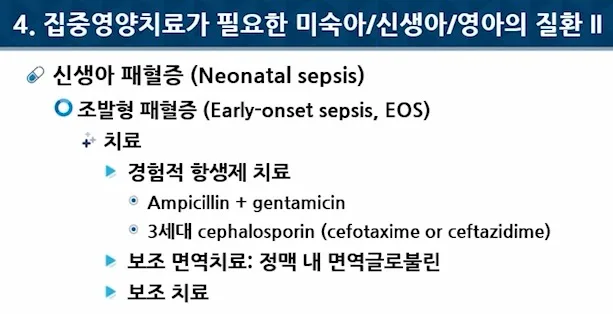 4. 집중영양치료가 필요한 미숙아/신생아/영아의 질환 II
신생아 패혈증 (Neonatal sepsis)
조발형 패혈증 (Early-onset sepsis, EOS)
치료
경험적 항생제 치료
Ampicillin + gentamicin
3세대 cephalosporin (cefotaxime or ceftazidime)
보조 면역치료: 정맥 내 면역글로불린
보조 치료